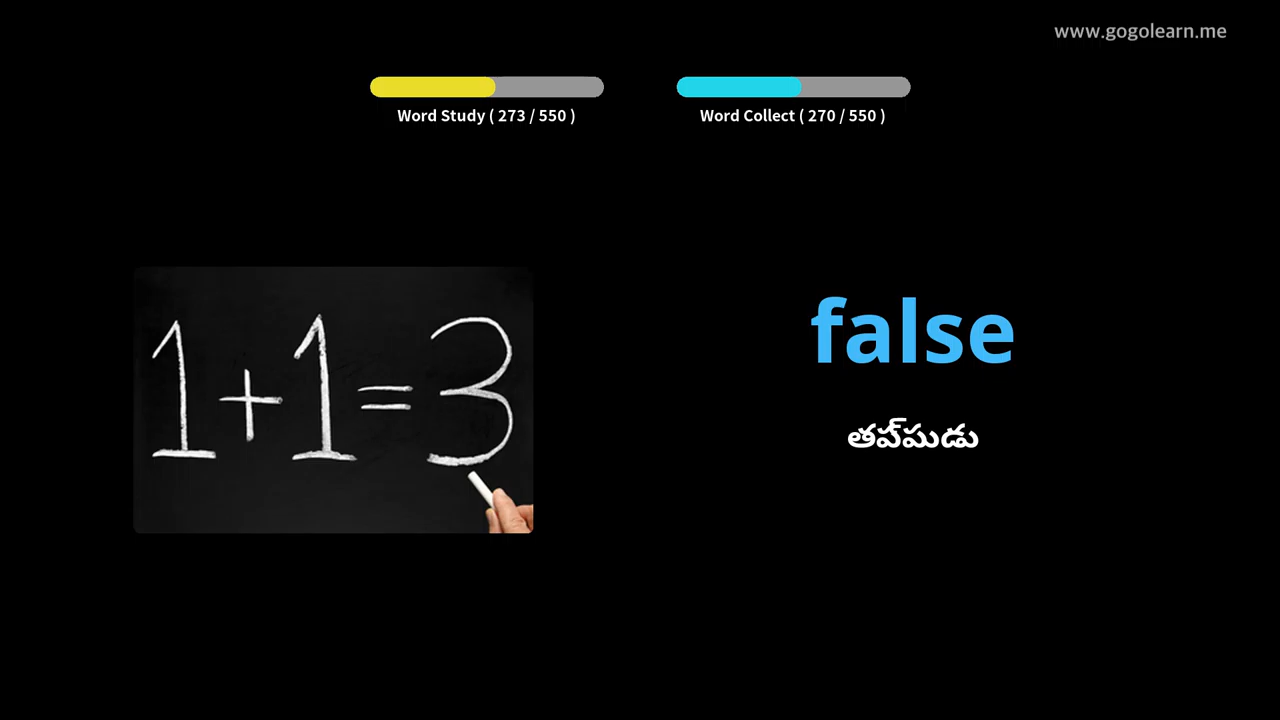 www.gogolearn.me
Word Study ( 273 / 550 )
Word Collect ( 270 / 550 )
1+1=3
false
తప్పుడు